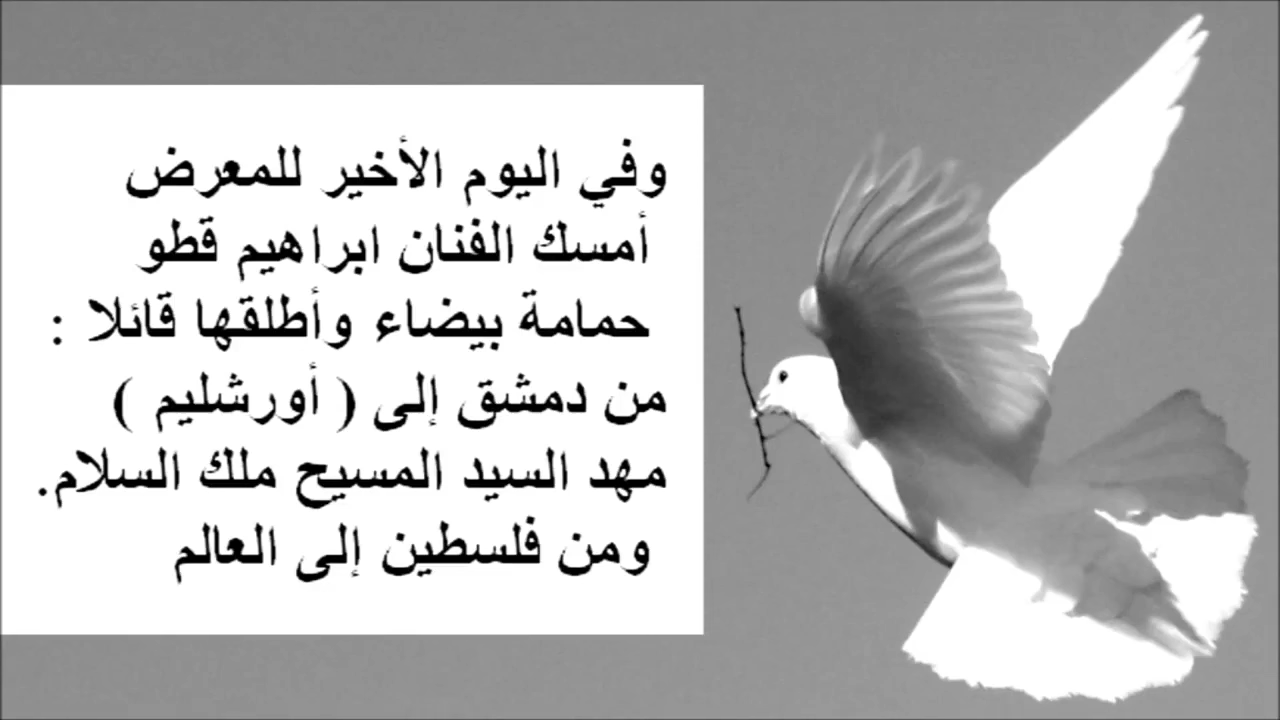 وفي اليوم الأخير للمعرض
أمسك الفنان ابراهيم قطو
حمامة بيضاء وأطلقها قائلا :
من دمشق إلى ( أورشليم )
مهد السيد المسيح ملك السلام.
ومن فلسطين إلى العالم